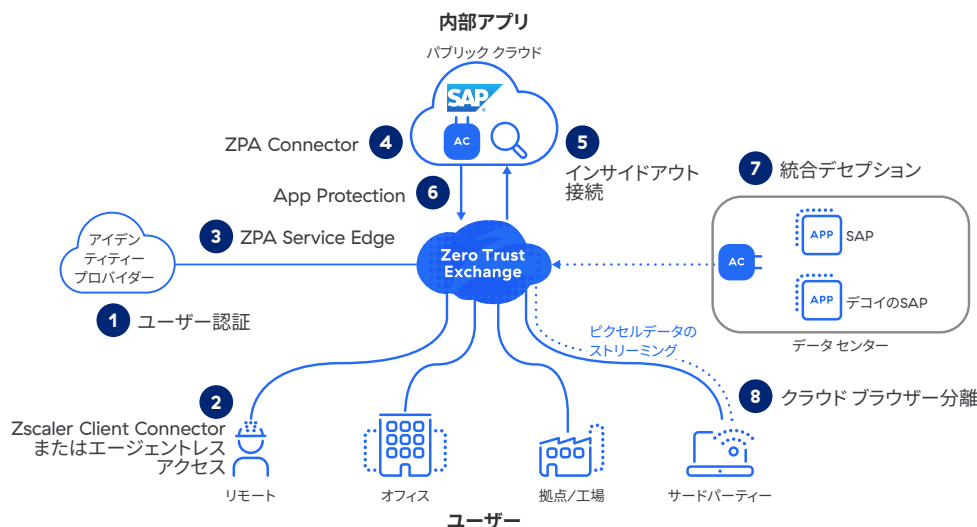 内部アプリ
パブリック クラウド
SAP
AC
ZPA Connector 4
5
インサイドアウト
接続
App Protection 6
7 統合デセプション
3 ZPA Service Edge
アイデン
ティティー
プロバイダー
Zero Trust
Exchange
AC
APP SAP
APP デコイのSAP
データ センター
1 ユーザー認証
ピクセルデータの
ストリーミング
2
Zscaler Client Connector
またはエージェントレス
アクセス
8 クラウド ブラウザー分離
リモート
オフィス
拠点/工場
サードパーティー
ユーザー